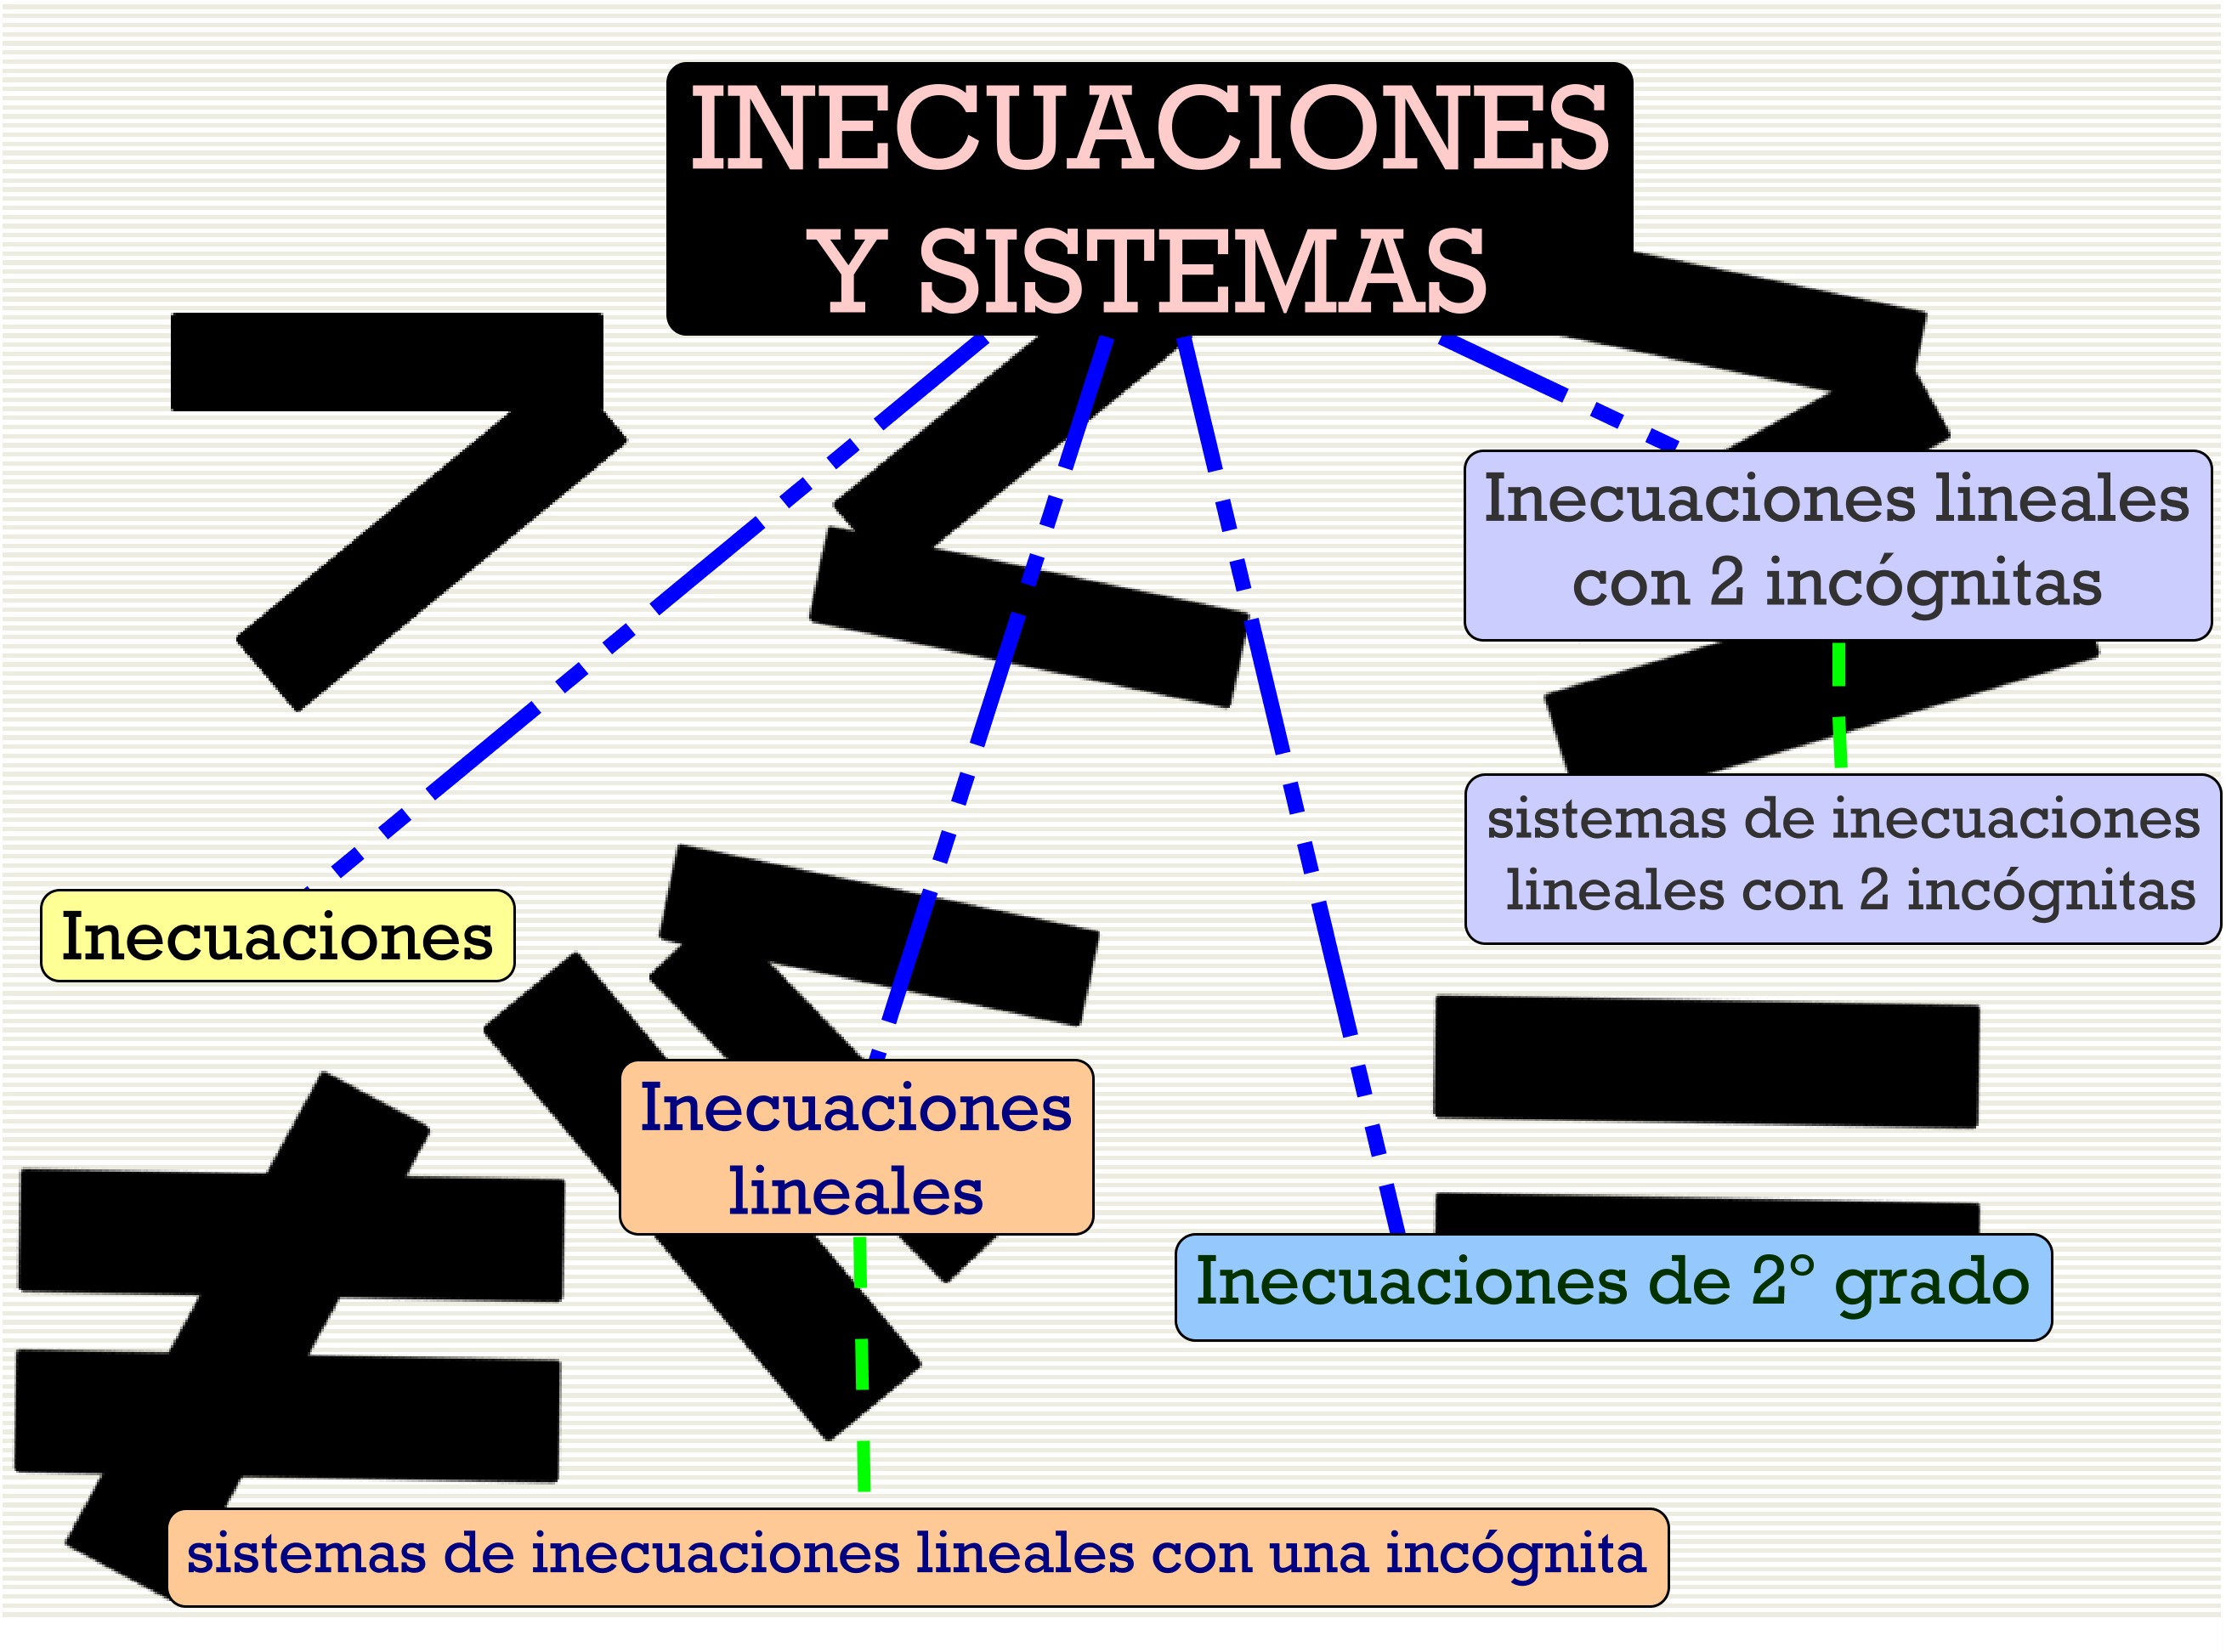 INECUACIONES
Y SISTEMAS
Inecuaciones lineales
con 2 incógnitas
sistemas de inecuaciones
lineales con 2 incógnitas
Inecuaciones
Inecuaciones
lineales
Inecuaciones de 2º grado
sistemas de inecuaciones lineales con una incógnita